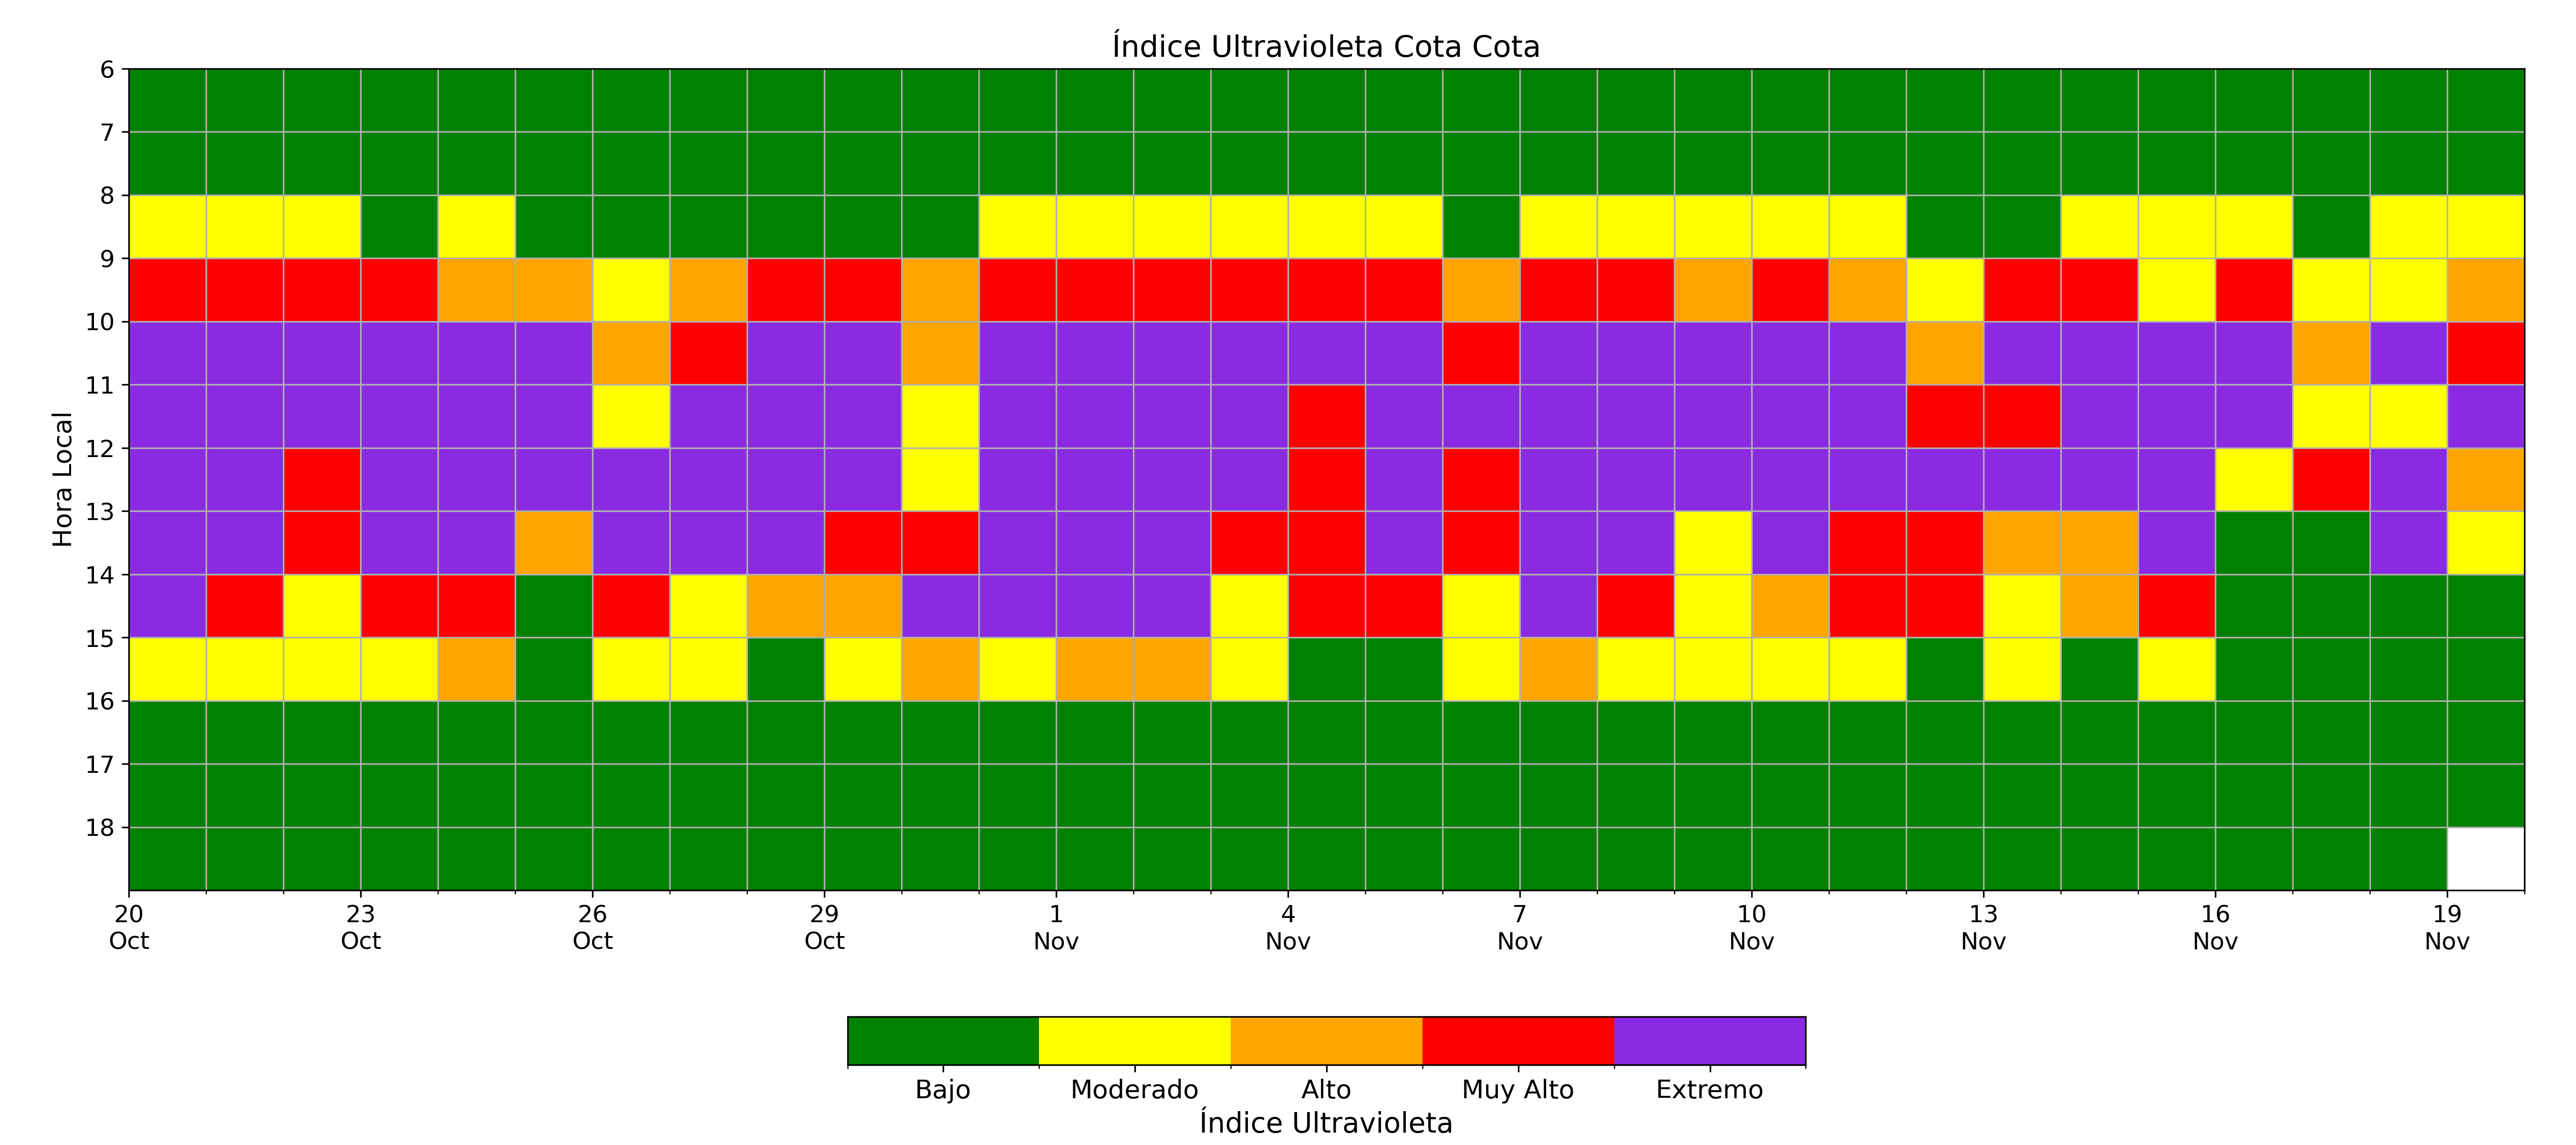 Índice Ultravioleta Cota Cota
Hora Local
6
7
8
9
10
11
12
13
14
15
16
17
18
20 23 26 29 1 4 7 10 13 16 19
Oct Oct Oct Oct Nov Nov Nov Nov Nov Nov Nov
Bajo Moderado Alto Muy Alto Extremo
Índice Ultravioleta